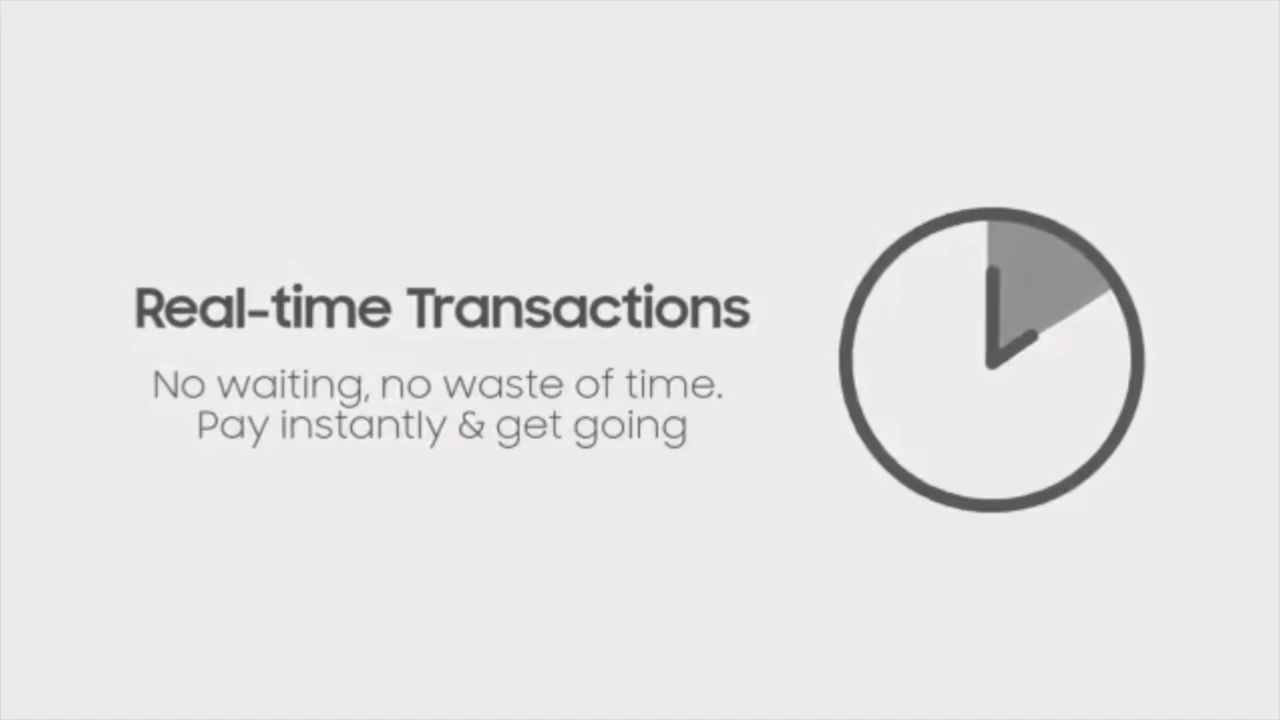 Real-time Transactions
No waiting, no waste of time.
Pay instantly & get going